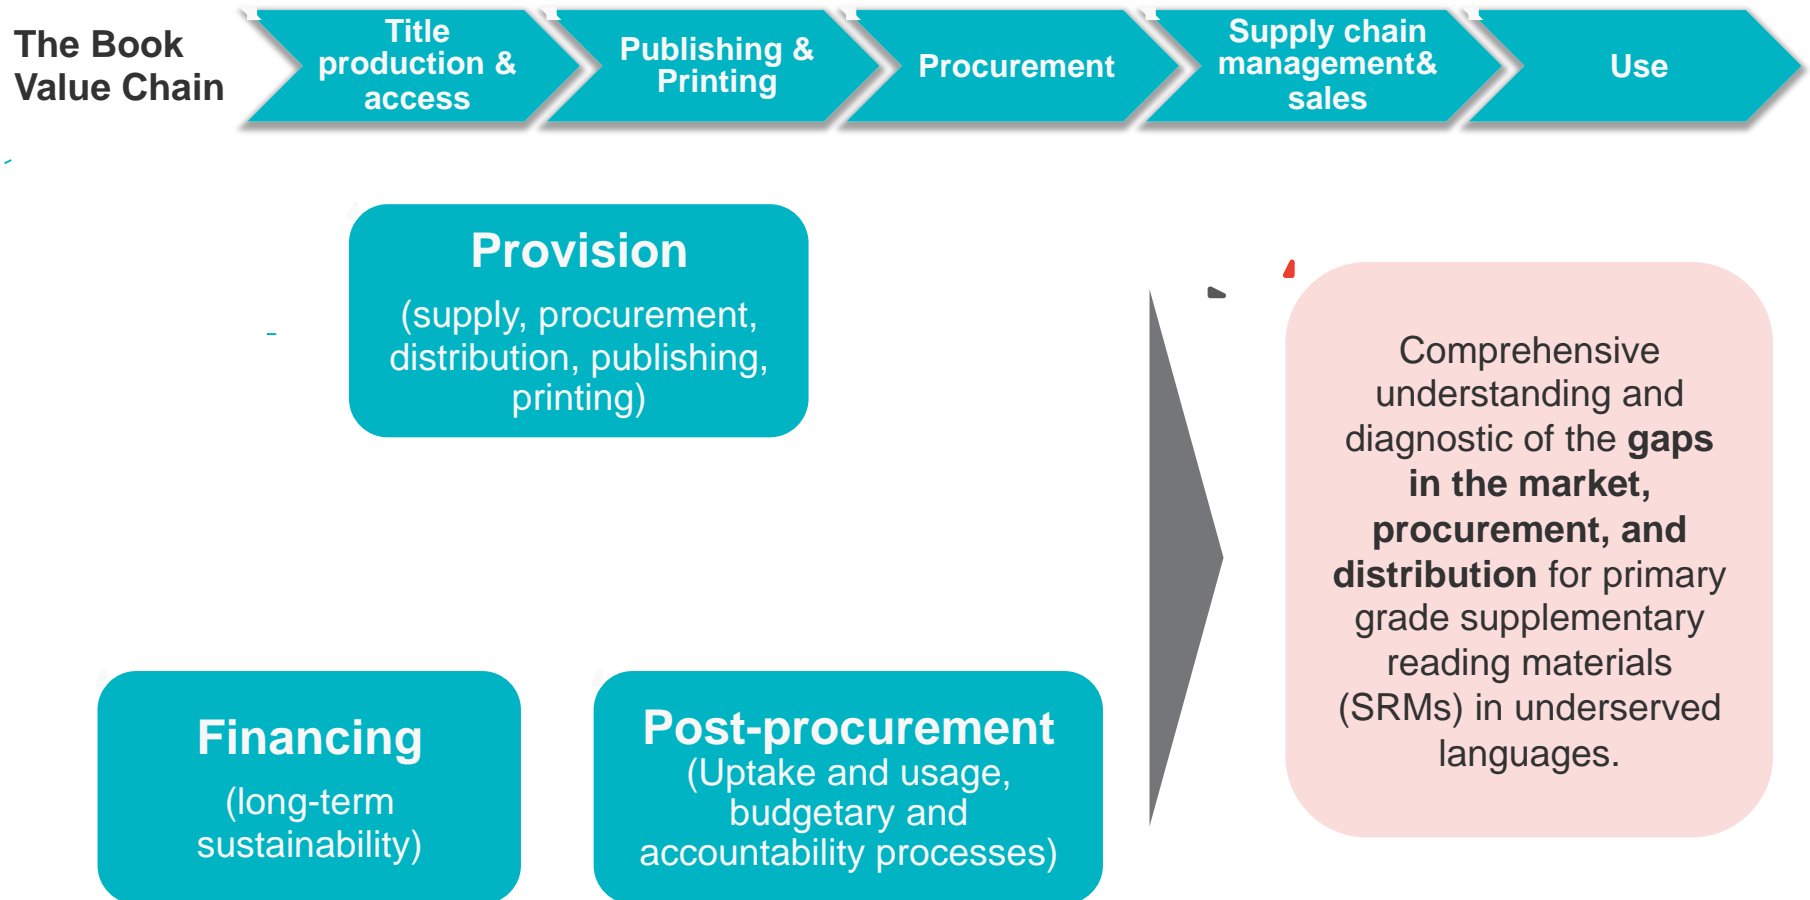 The Book
Value Chain
Title
production &
access
Publishing &
Printing
Procurement
Supply chain
management&
sales
Use
Provision
(supply, procurement,
distribution, publishing,
printing)
Financing
(long-term
sustainability)
Post-procurement
(Uptake and usage,
budgetary and
accountability processes)
Comprehensive
understanding and
diagnostic of the gaps
in the market,
procurement, and
distribution for primary
grade supplementary
reading materials
(SRMs) in underserved
languages.